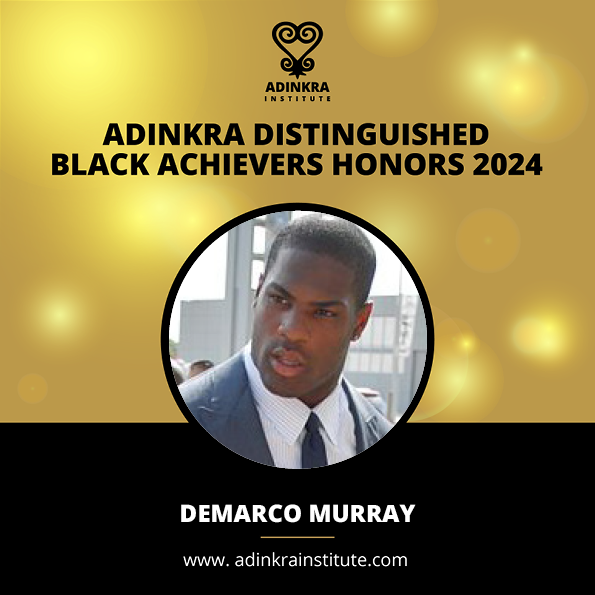 ADINKRA
INSTITUTE
ADINKRA DISTINGUISHED
BLACK ACHIEVERS HONORS 2024
DEMARCO MURRAY
www. adinkrainstitute.com